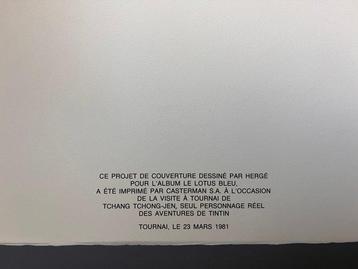 CE PROJET DE COUVERTURE DESSINÉ PAR HERGÉ
POUR L'ALBUM LE LOTUS BLEU,
A ÉTÉ IMPRIMÉ PAR CASTERMAN S.A. À L'OCCASION
DE LA VISITE À TOURNAI DE
TCHANG TCHONG-JEN, SEUL PERSONNAGE RÉEL
DES AVENTURES DE TINTIN
TOURNAI, LE 23 MARS 1981